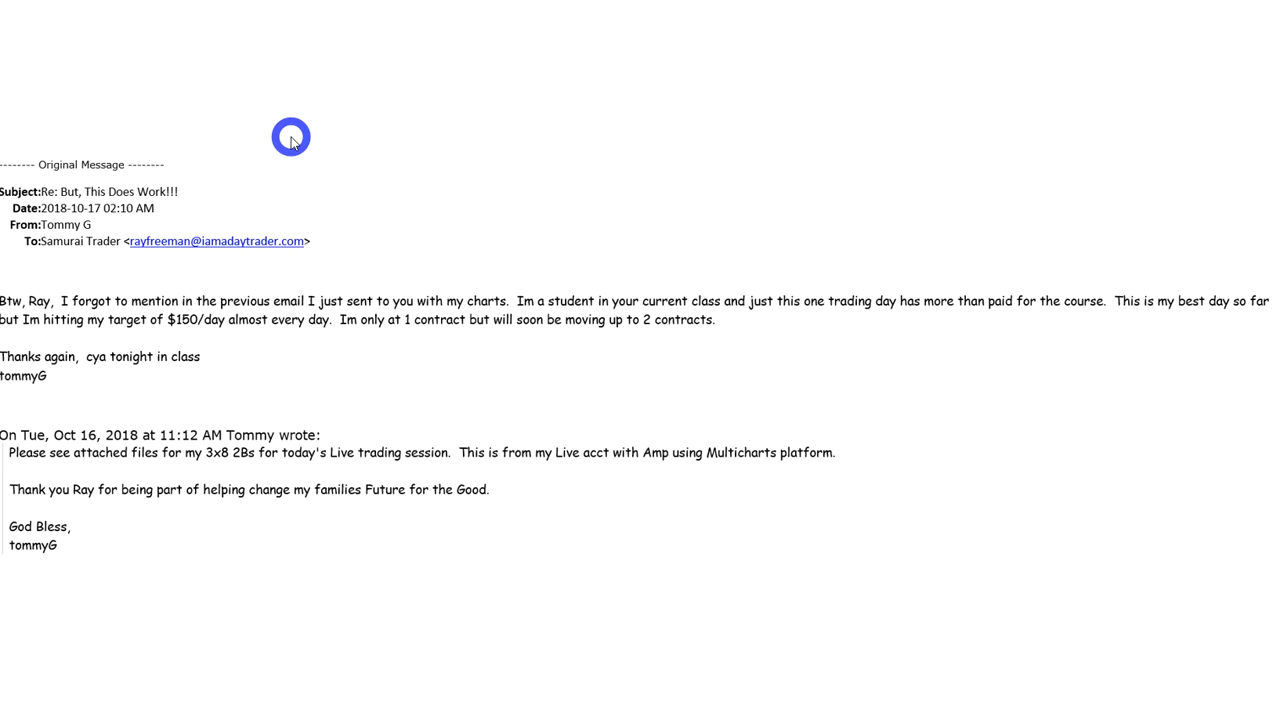 -------- Original Message --------
Subject:Re: But, This Does Work!!!
Date:2018-10-17 02:10 AM
From:Tommy G
To:Samurai Trader <rayfreeman@iamadaytrader.com>
Btw, Ray,  I forgot to mention in the previous email I just sent to you with my charts.  Im a student in your current class and just this one trading day has more than paid for the course.  This is my best day so far
but Im hitting my target of $150/day almost every day.  Im only at 1 contract but will soon be moving up to 2 contracts.
Thanks again,  cya tonight in class
tommyG
On Tue, Oct 16, 2018 at 11:12 AM Tommy wrote:
Please see attached files for my 3x8 2Bs for today's Live trading session.  This is from my Live acct with Amp using Multicharts platform.
Thank you Ray for being part of helping change my families Future for the Good.
God Bless,
tommyG